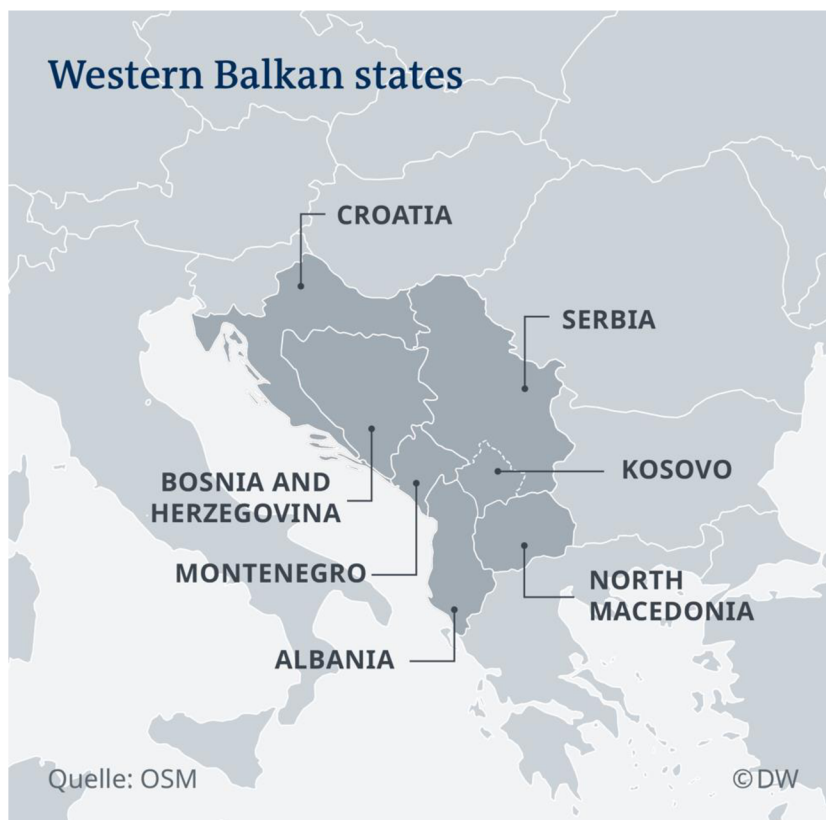 Western Balkan states
CROATIA
SERBIA
KOSOVO
BOSNIA AND
HERZEGOVINA
MONTENEGRO
NORTH
MACEDONIA
ALBANIA
Quelle: OSM
©DW